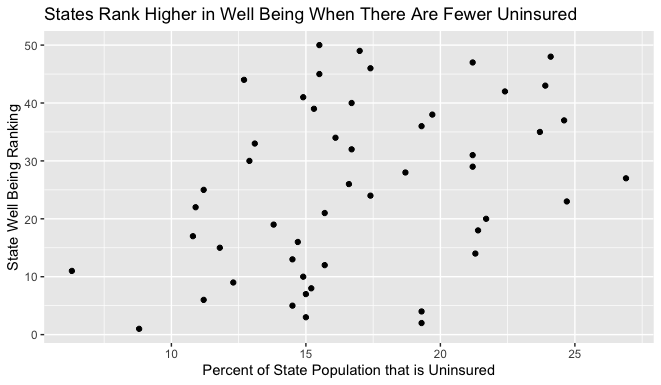 States Rank Higher in Well Being When There Are Fewer Uninsured
50
40
30
20
10
0
State Well Being Ranking
10 15 20 25
Percent of State Population that is Uninsured